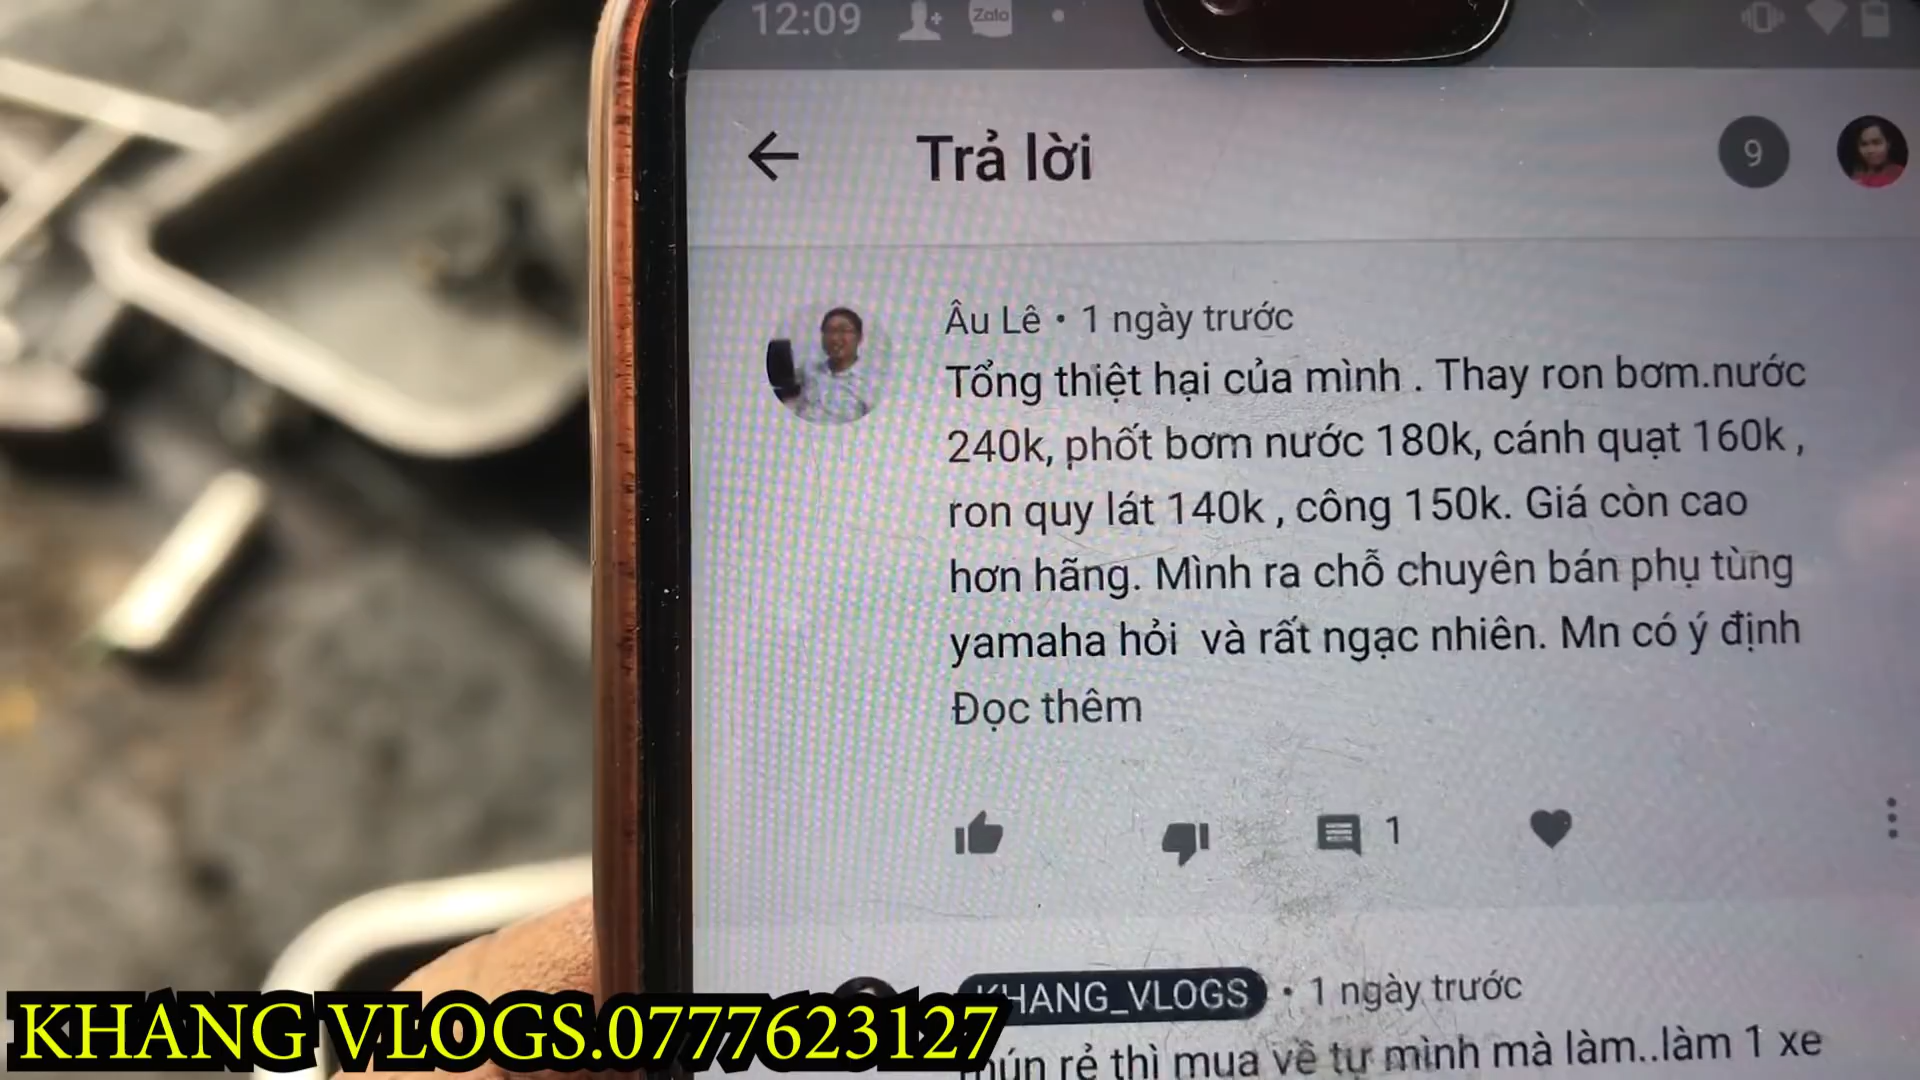 12:09
Zalo
Trả lời
9
Âu Lê • 1 ngày trước
Tổng thiệt hại của mình . Thay ron bơm.nước
240k, phốt bơm nước 180k, cánh quạt 160k ,
ron quy lát 140k , công 150k. Giá còn cao
hơn hãng. Mình ra chỗ chuyên bán phụ tùng
yamaha hỏi và rất ngạc nhiên. Mn có ý định
Đọc thêm
1
KHANG_VLOGS • 1 ngày trước
rẻ thì mua về tự mình mà làm..làm 1 xe
KHANG VLOGS.0777623127